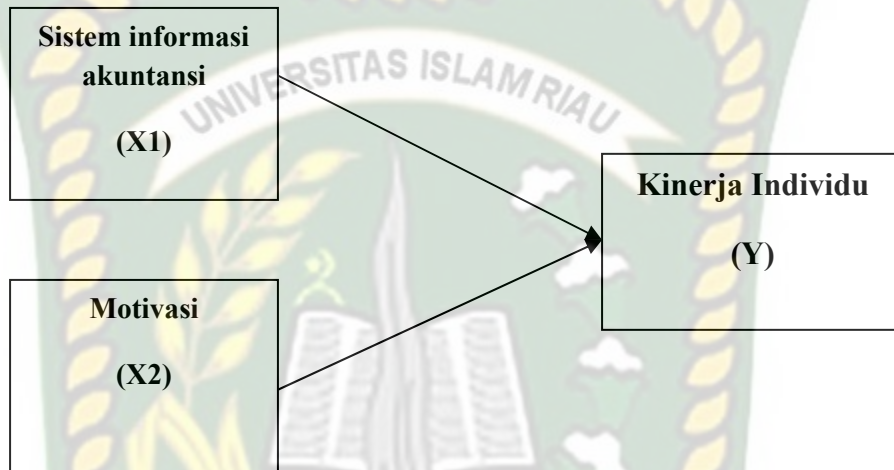 Sistem informasi
akuntansi
(X1)
UNIVERSITAS ISLAM RIAU
Kinerja Individu
(Y)
Motivasi
(X2)